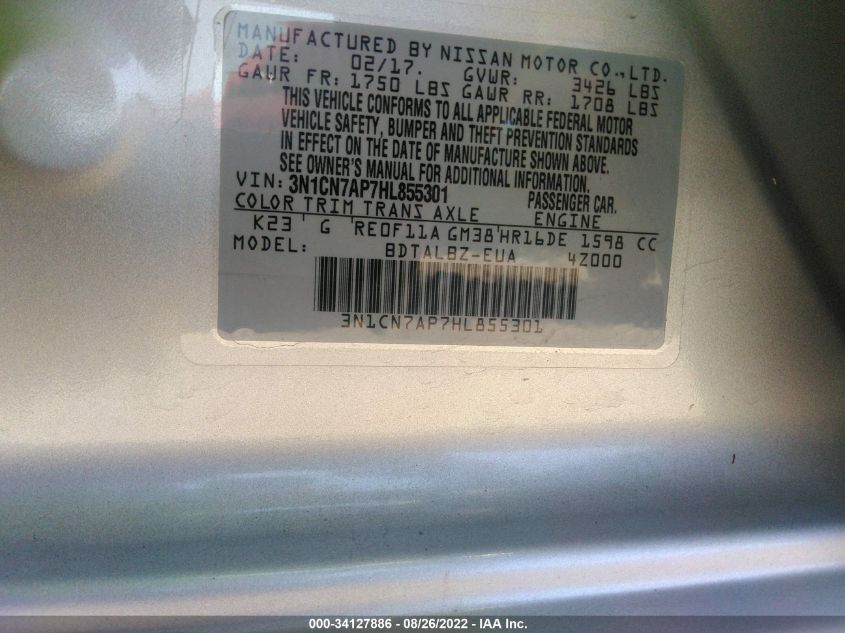 MANUFACTURED BY NISSAN MOTOR CO.,LTD.
DATE: 02/17. GVWR: 3426 LBS
GAWR FR: 1750 LBS GAWR RR: 1708 LBS
THIS VEHICLE CONFORMS TO ALL APPLICABLE FEDERAL MOTOR
VEHICLE SAFETY, BUMPER AND THEFT PREVENTION STANDARDS
IN EFFECT ON THE DATE OF MANUFACTURE SHOWN ABOVE.
SEE OWNER'S MANUAL FOR ADDITIONAL INFORMATION.
VIN: 3N1CN7AP7HL855301 PASSENGER CAR.
COLOR TRIM TRANS AXLE ENGINE
K23 G RE0F11A GM38 HR16DE 1598 CC
MODEL: BDTALBZ-EUA 4Z000
3N1CN7AP7HL855301
000-34127886 - 08/26/2022 - IAA Inc.